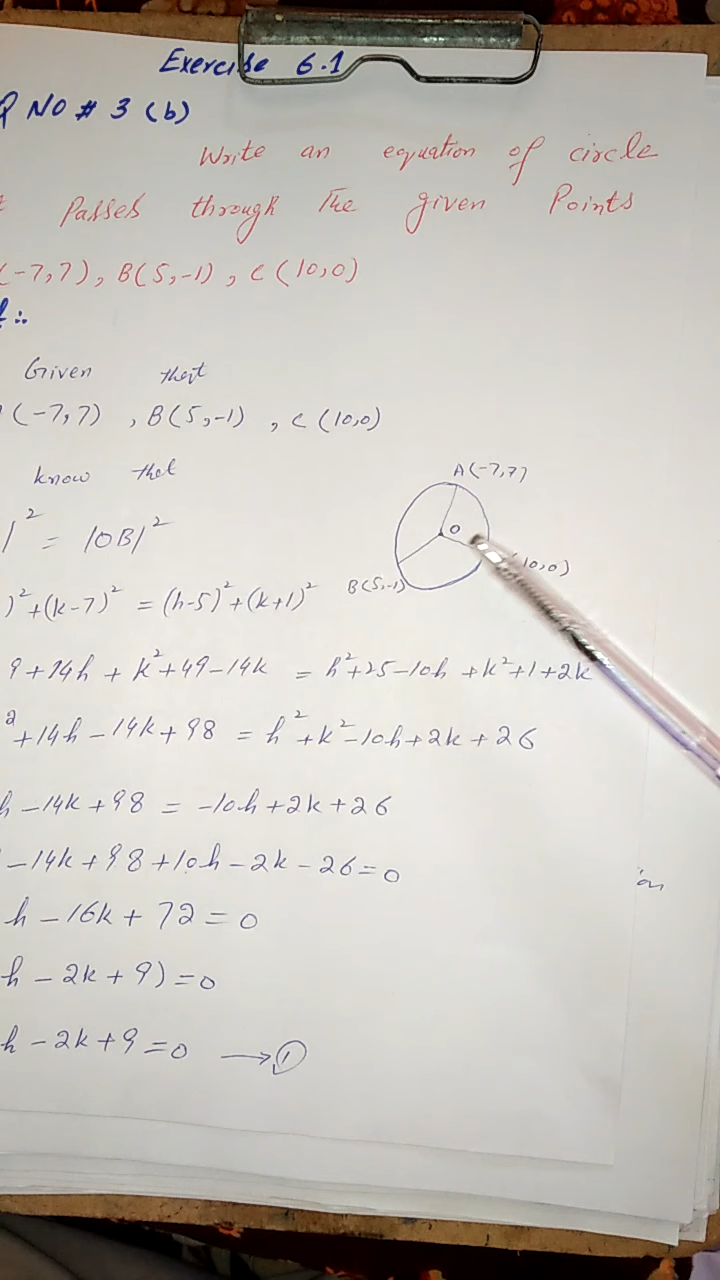 Exercise 6.1
Q NO # 3 (b)
Write an equation of circle
Passes through The given Points
(-7,7), B(5,-1), C(10,0)
Given that
(-7,7), B(5,-1), C(10,0)
know that
A(-7,7)
O
B(5,-1)
10,0)
|² = |OB|²
)²+(k-7)² = (h-5)²+(k+1)²
9+14h + k²+49-14k = h²+25-10h+k²+1+2k
²+14h-14k+98 = h²+k²-10h+2k+26
h-14k+98 = -10h+2k+26
-14k+98+10h-2k-26=0
h-16k+72=0
h-2k+9)=0
h-2k+9=0 → 1